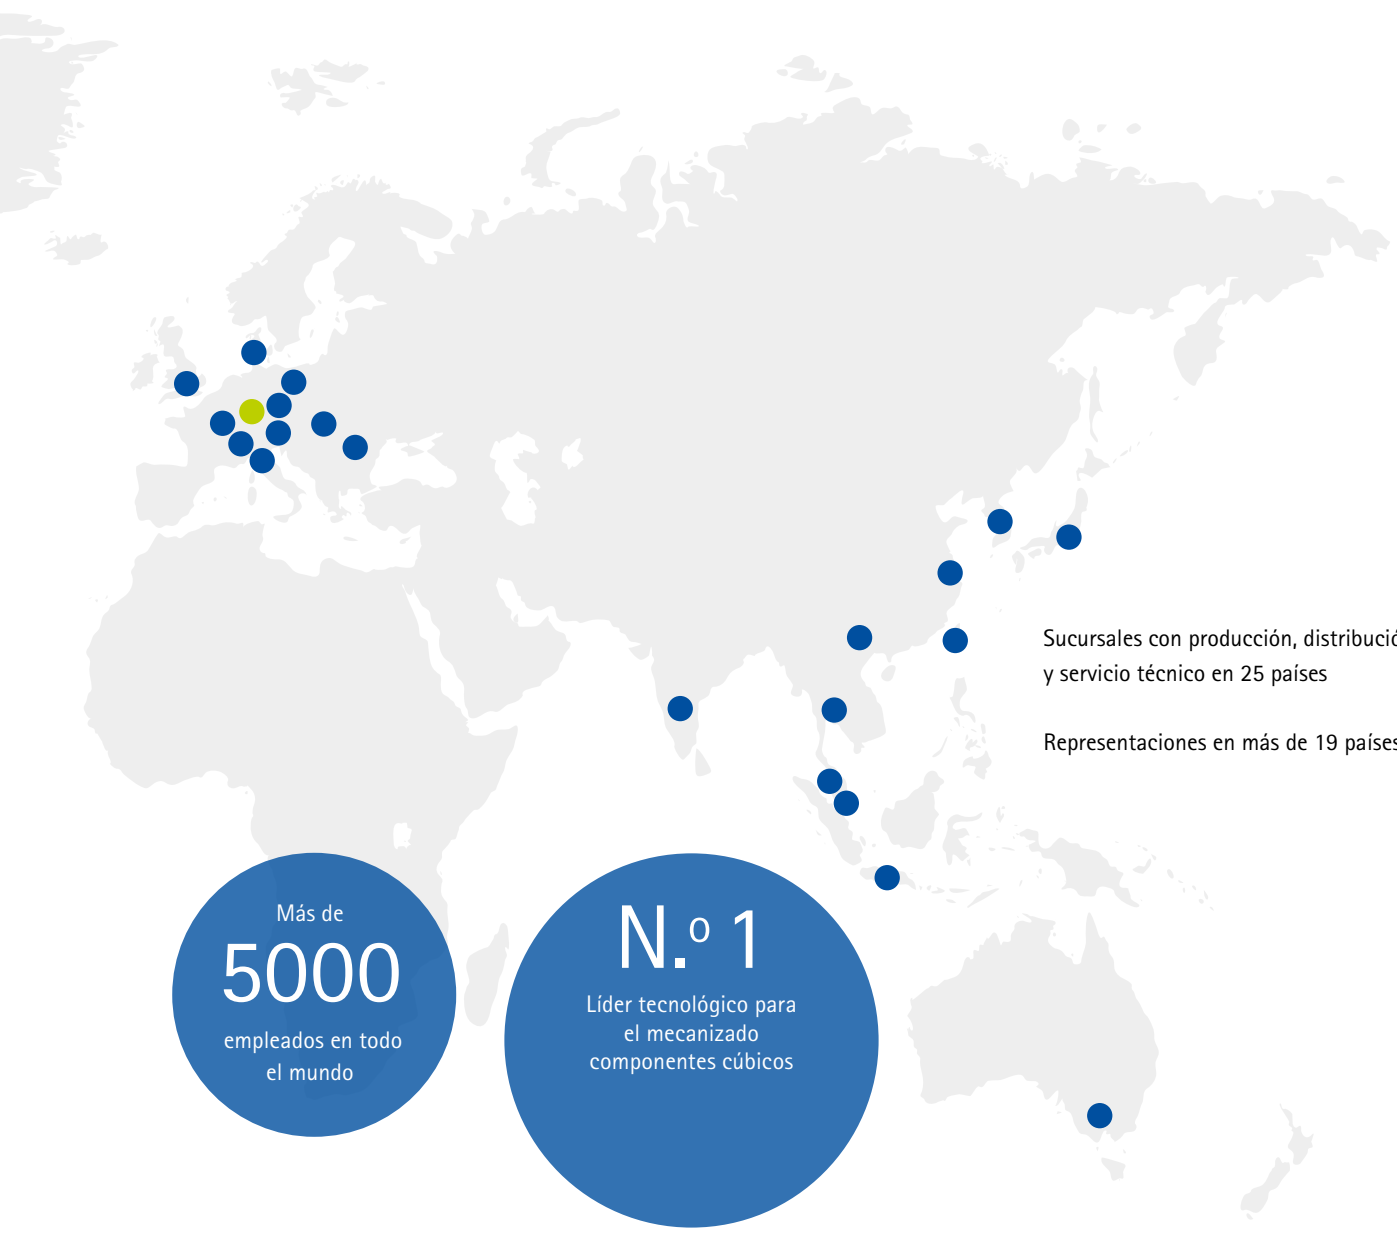 Sucursales con producción, distribució
y servicio técnico en 25 países
Representaciones en más de 19 países
Más de
5000
empleados en todo
el mundo
N.º 1
Líder tecnológico para
el mecanizado
componentes cúbicos